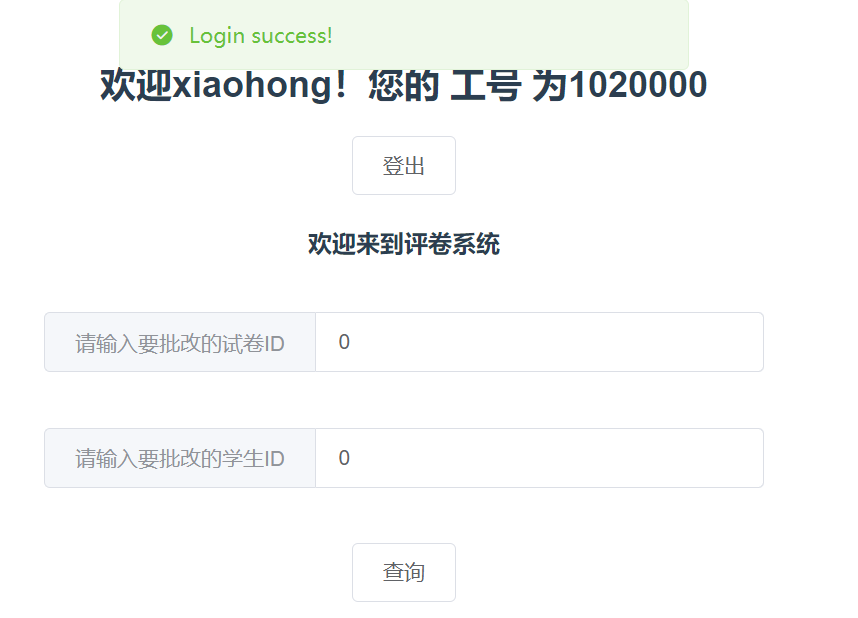 Login success!
欢迎xiaohong！您的 工号 为1020000
登出
欢迎来到评卷系统
请输入要批改的试卷ID 0
请输入要批改的学生ID 0
查询